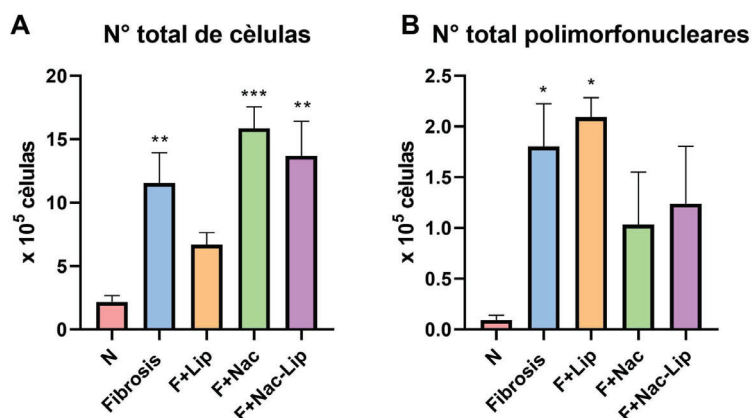 A
N° total de cèlulas
20
15
10
5
0
x 10⁵ cèlulas
**
***
**
N
Fibrosis
F+Lip
F+Nac
F+Nac-Lip
B
N° total polimorfonucleares
2.5
2.0
1.5
1.0
0.5
0.0
x 10⁵ cèlulas
*
*
N
Fibrosis
F+Lip
F+Nac
F+Nac-Lip